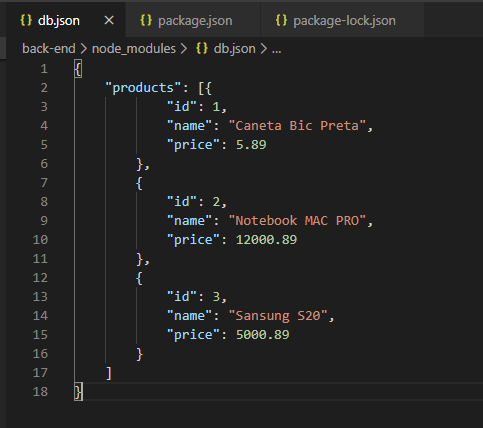 {} db.json × {} package.json {} package-lock.json
back-end > node_modules > {} db.json > ...
1 {
2 "products": [{
3 "id": 1,
4 "name": "Caneta Bic Preta",
5 "price": 5.89
6 },
7 {
8 "id": 2,
9 "name": "Notebook MAC PRO",
10 "price": 12000.89
11 },
12 {
13 "id": 3,
14 "name": "Sansung S20",
15 "price": 5000.89
16 }
17 ]
18 }